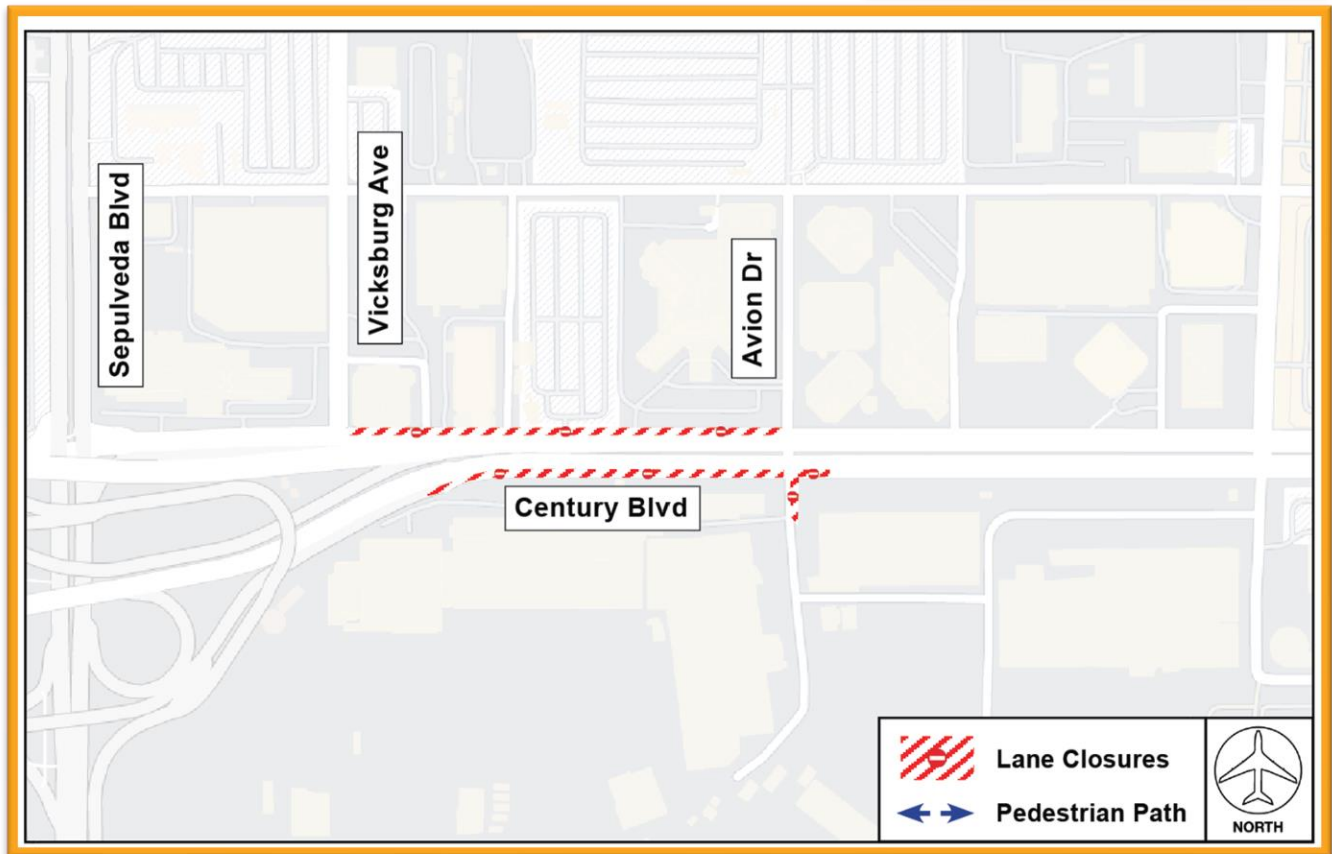 Sepulveda Blvd
Vicksburg Ave
Avion Dr
Century Blvd
Lane Closures
Pedestrian Path
NORTH